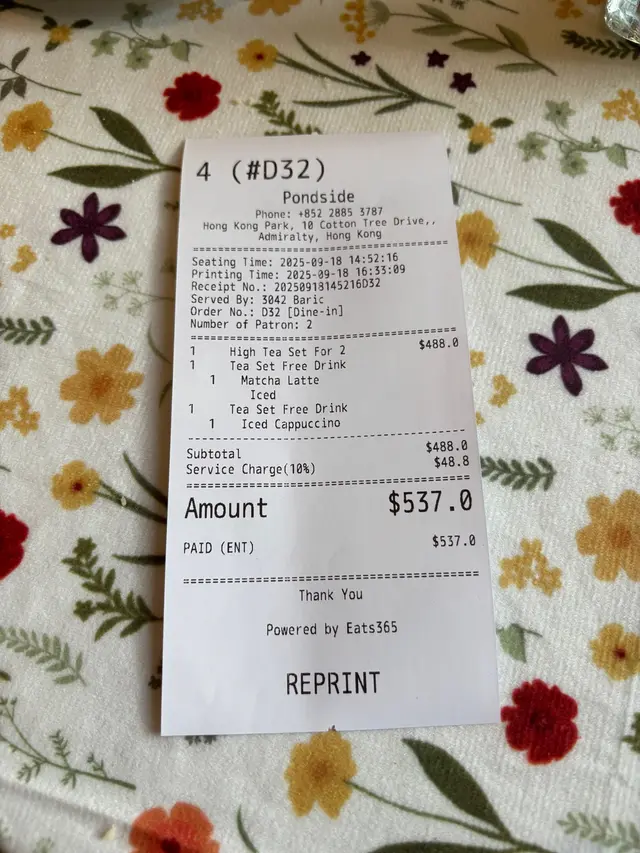 4 (#D32)
Pondside
Phone: +852 2885 3787
Hong Kong Park, 10 Cotton Tree Drive,,
Admiralty, Hong Kong
Seating Time: 2025-09-18 14:52:16
Printing Time: 2025-09-18 16:33:09
Receipt No.: 20250918145216D32
Served By: 3042 Baric
Order No.: D32 [Dine-in]
Number of Patron: 2
1 High Tea Set For 2 $488.0
1 Tea Set Free Drink
1 Matcha Latte
Iced
1 Tea Set Free Drink
1 Iced Cappuccino
Subtotal $488.0
Service Charge(10%) $48.8
Amount $537.0
PAID (ENT) $537.0
Thank You
Powered by Eats365
REPRINT